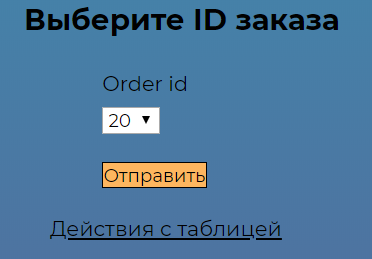 Выберите ID заказа
Order id
20
Отправить
Действия с таблицей